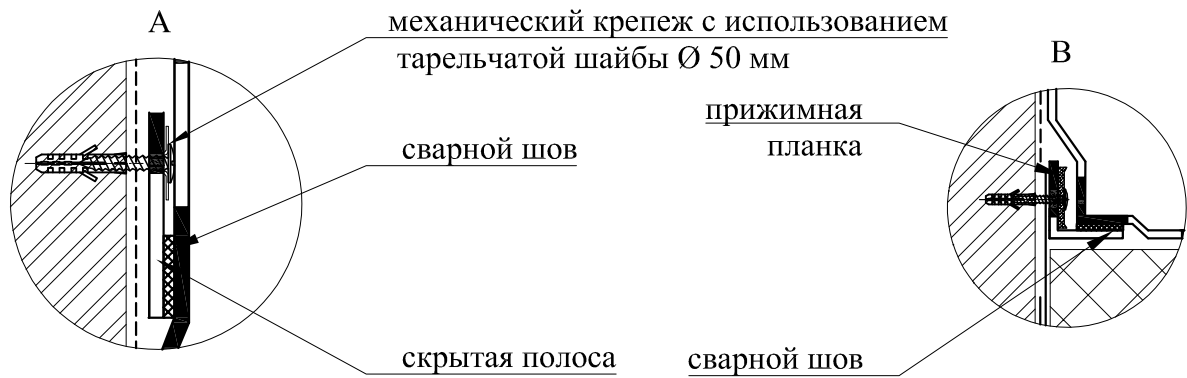 А
механический крепеж с использованием
тарельчатой шайбы Ø 50 мм
сварной шов
скрытая полоса
В
прижимная
планка
сварной шов